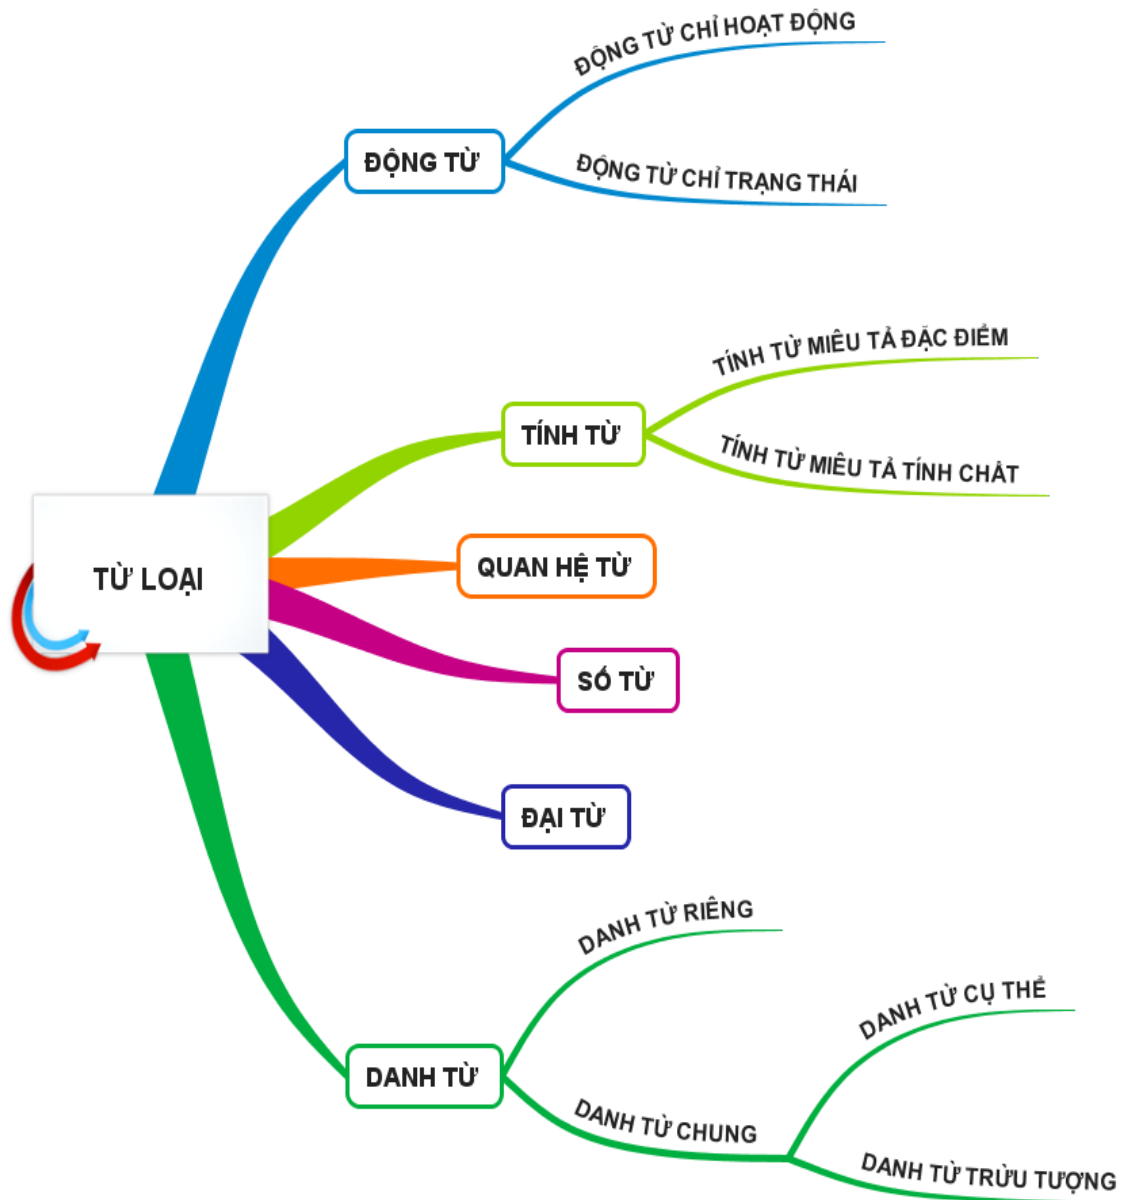 ĐỘNG TỪ CHỈ HOẠT ĐỘNG
ĐỘNG TỪ
ĐỘNG TỪ CHỈ TRẠNG THÁI
TÍNH TỪ MIÊU TẢ ĐẶC ĐIỂM
TÍNH TỪ
TÍNH TỪ MIÊU TẢ TÍNH CHẤT
QUAN HỆ TỪ
TỪ LOẠI
SỐ TỪ
ĐẠI TỪ
DANH TỪ RIÊNG
DANH TỪ CỤ THỂ
DANH TỪ
DANH TỪ CHUNG
DANH TỪ TRỪU TƯỢNG